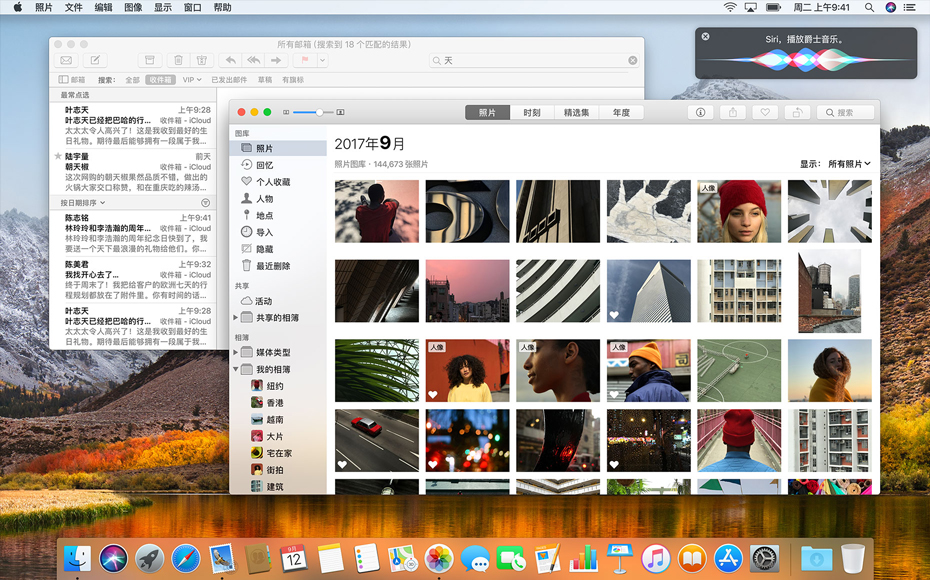 照片 文件 编辑 图像 显示 窗口 帮助
周二 上午9:41
Siri，播放爵士音乐。
所有邮箱 (搜索到 18 个匹配的结果)
天
邮箱 搜索： 全部 收件箱 VIP 已发出邮件 草稿 有旗标
最常点选
叶志天 上午9:28
叶志天已经把巴哈的行... 收件箱 - iCloud
太太太令人高兴了！这是我收到最好的生
日礼物。期待最后能够拥有一段属于我...
陆宇量 前天
朝天椒 收件箱 - iCloud
这次网购的朝天椒果然品质不错，做出的
火锅大家交口称赞，和在重庆吃的辣汤...
按日期排序
陈志铭 上午9:41
林玲玲和李浩瀚的周年... 收件箱 - iCloud
林玲玲和李浩瀚的周年纪念日快到了，我
要送一个天下最浪漫的礼物给他们。你...
陈美君 上午9:32
我找开心去了... 收件箱 - iCloud
终于周末了！我把给客户的欧洲七天的行
程规划都放在了附件里。你有时间的话...
叶志天 上午9:28
叶志天已经把巴哈的行... 收件箱 - iCloud
太太太令人高兴了！这是我收到最好的生
日礼物。期待最后能够拥有一段属于我...
照片 时刻 精选集 年度
搜索
图库
照片
回忆
个人收藏
人物
地点
导入
隐藏
最近删除
共享
活动
共享的相簿
相簿
媒体类型
我的相簿
纽约
香港
越南
大片
宅在家
街拍
建筑
2017年9月
照片图库 · 144,673 张照片
显示： 所有照片
人像
人像
人像
人像
9月
12